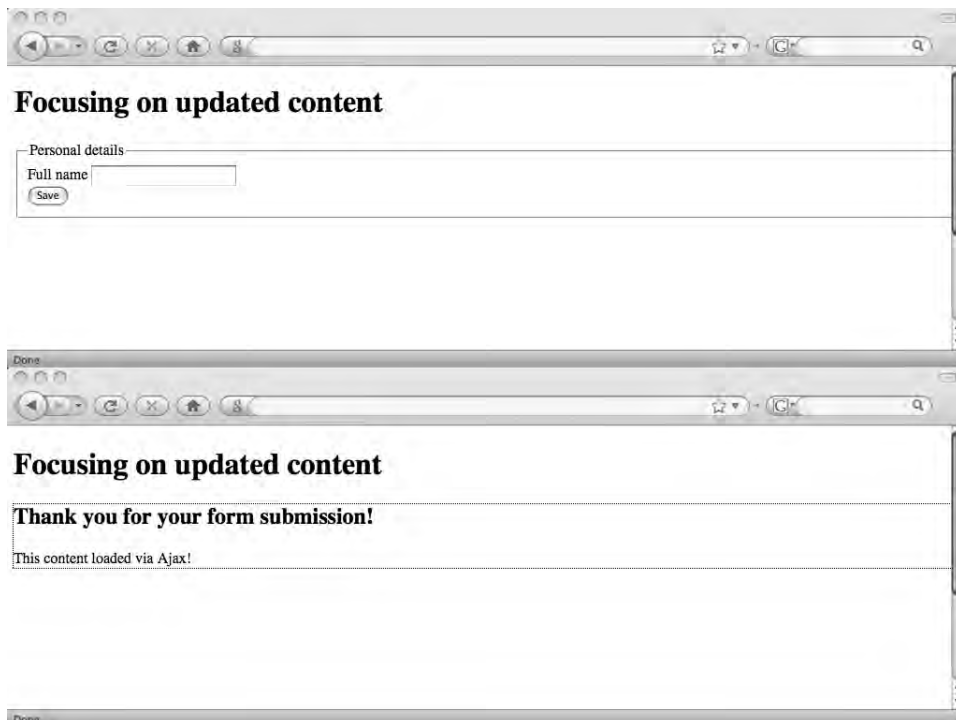 Focusing on updated content
Personal details
Full name
Save
Done
Focusing on updated content
Thank you for your form submission!
This content loaded via Ajax!
Done